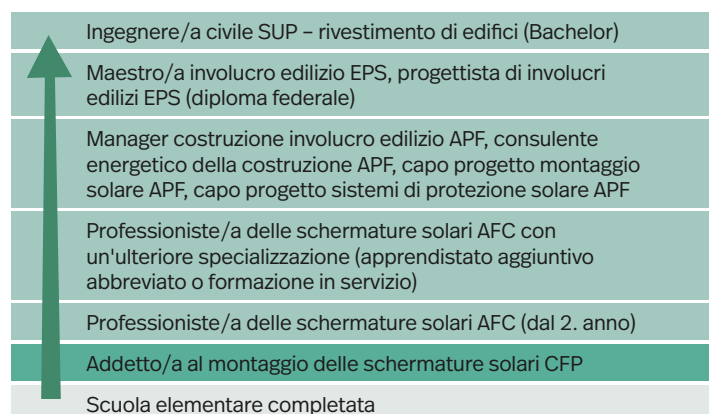 Ingegnere/a civile SUP – rivestimento di edifici (Bachelor)
Maestro/a involucro edilizio EPS, progettista di involucri
edilizi EPS (diploma federale)
Manager costruzione involucro edilizio APF, consulente
energetico della costruzione APF, capo progetto montaggio
solare APF, capo progetto sistemi di protezione solare APF
Professioniste/a delle schermature solari AFC con
un'ulteriore specializzazione (apprendistato aggiuntivo
abbreviato o formazione in servizio)
Professioniste/a delle schermature solari AFC (dal 2. anno)
Addetto/a al montaggio delle schermature solari CFP
Scuola elementare completata